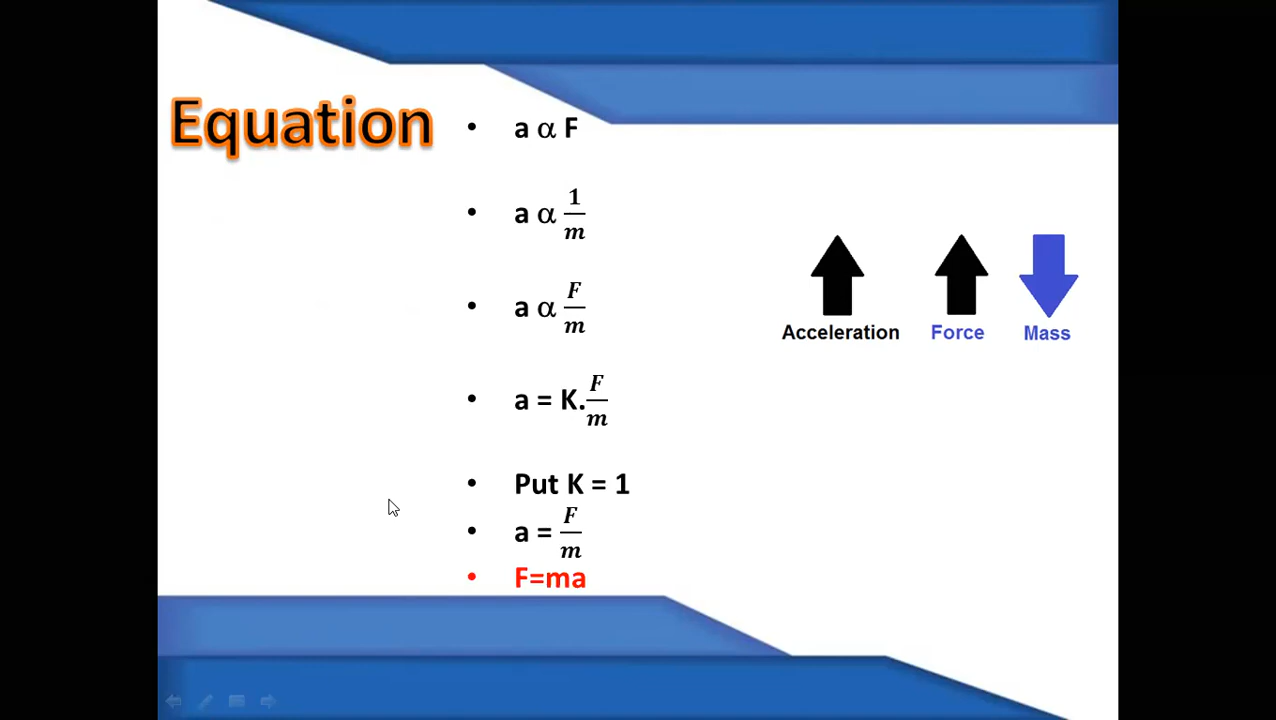 Equation
• a α F
• a α 1/m
• a α F/m
• a = K.F/m
• Put K = 1
• a = F/m
• F=ma
Acceleration Force Mass